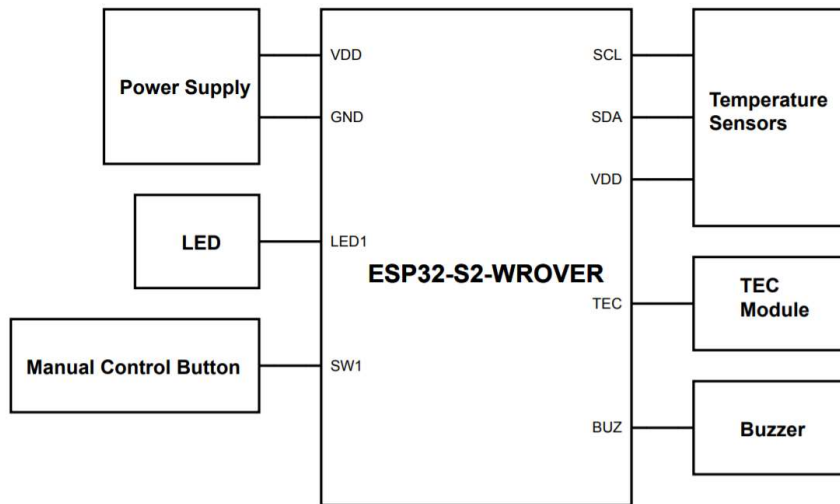 Power Supply
VDD
GND
LED
LED1
Manual Control Button
SW1
ESP32-S2-WROVER
SCL
SDA
VDD
Temperature
Sensors
TEC
TEC
Module
BUZ
Buzzer